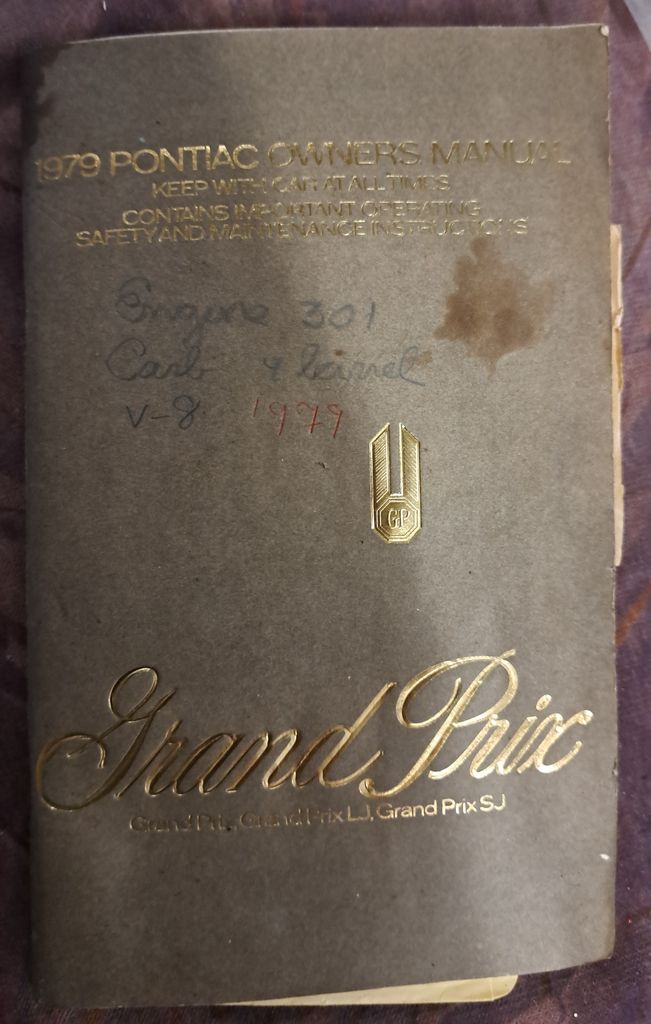 1979 PONTIAC OWNERS MANUAL
KEEP WITH CAR AT ALL TIMES
CONTAINS IMPORTANT OPERATING
SAFETY AND MAINTENANCE INSTRUCTIONS
Engine 301
Carb 4 barrel
V-8 1979
GP
Grand Prix
Grand Prix, Grand Prix LJ, Grand Prix SJ